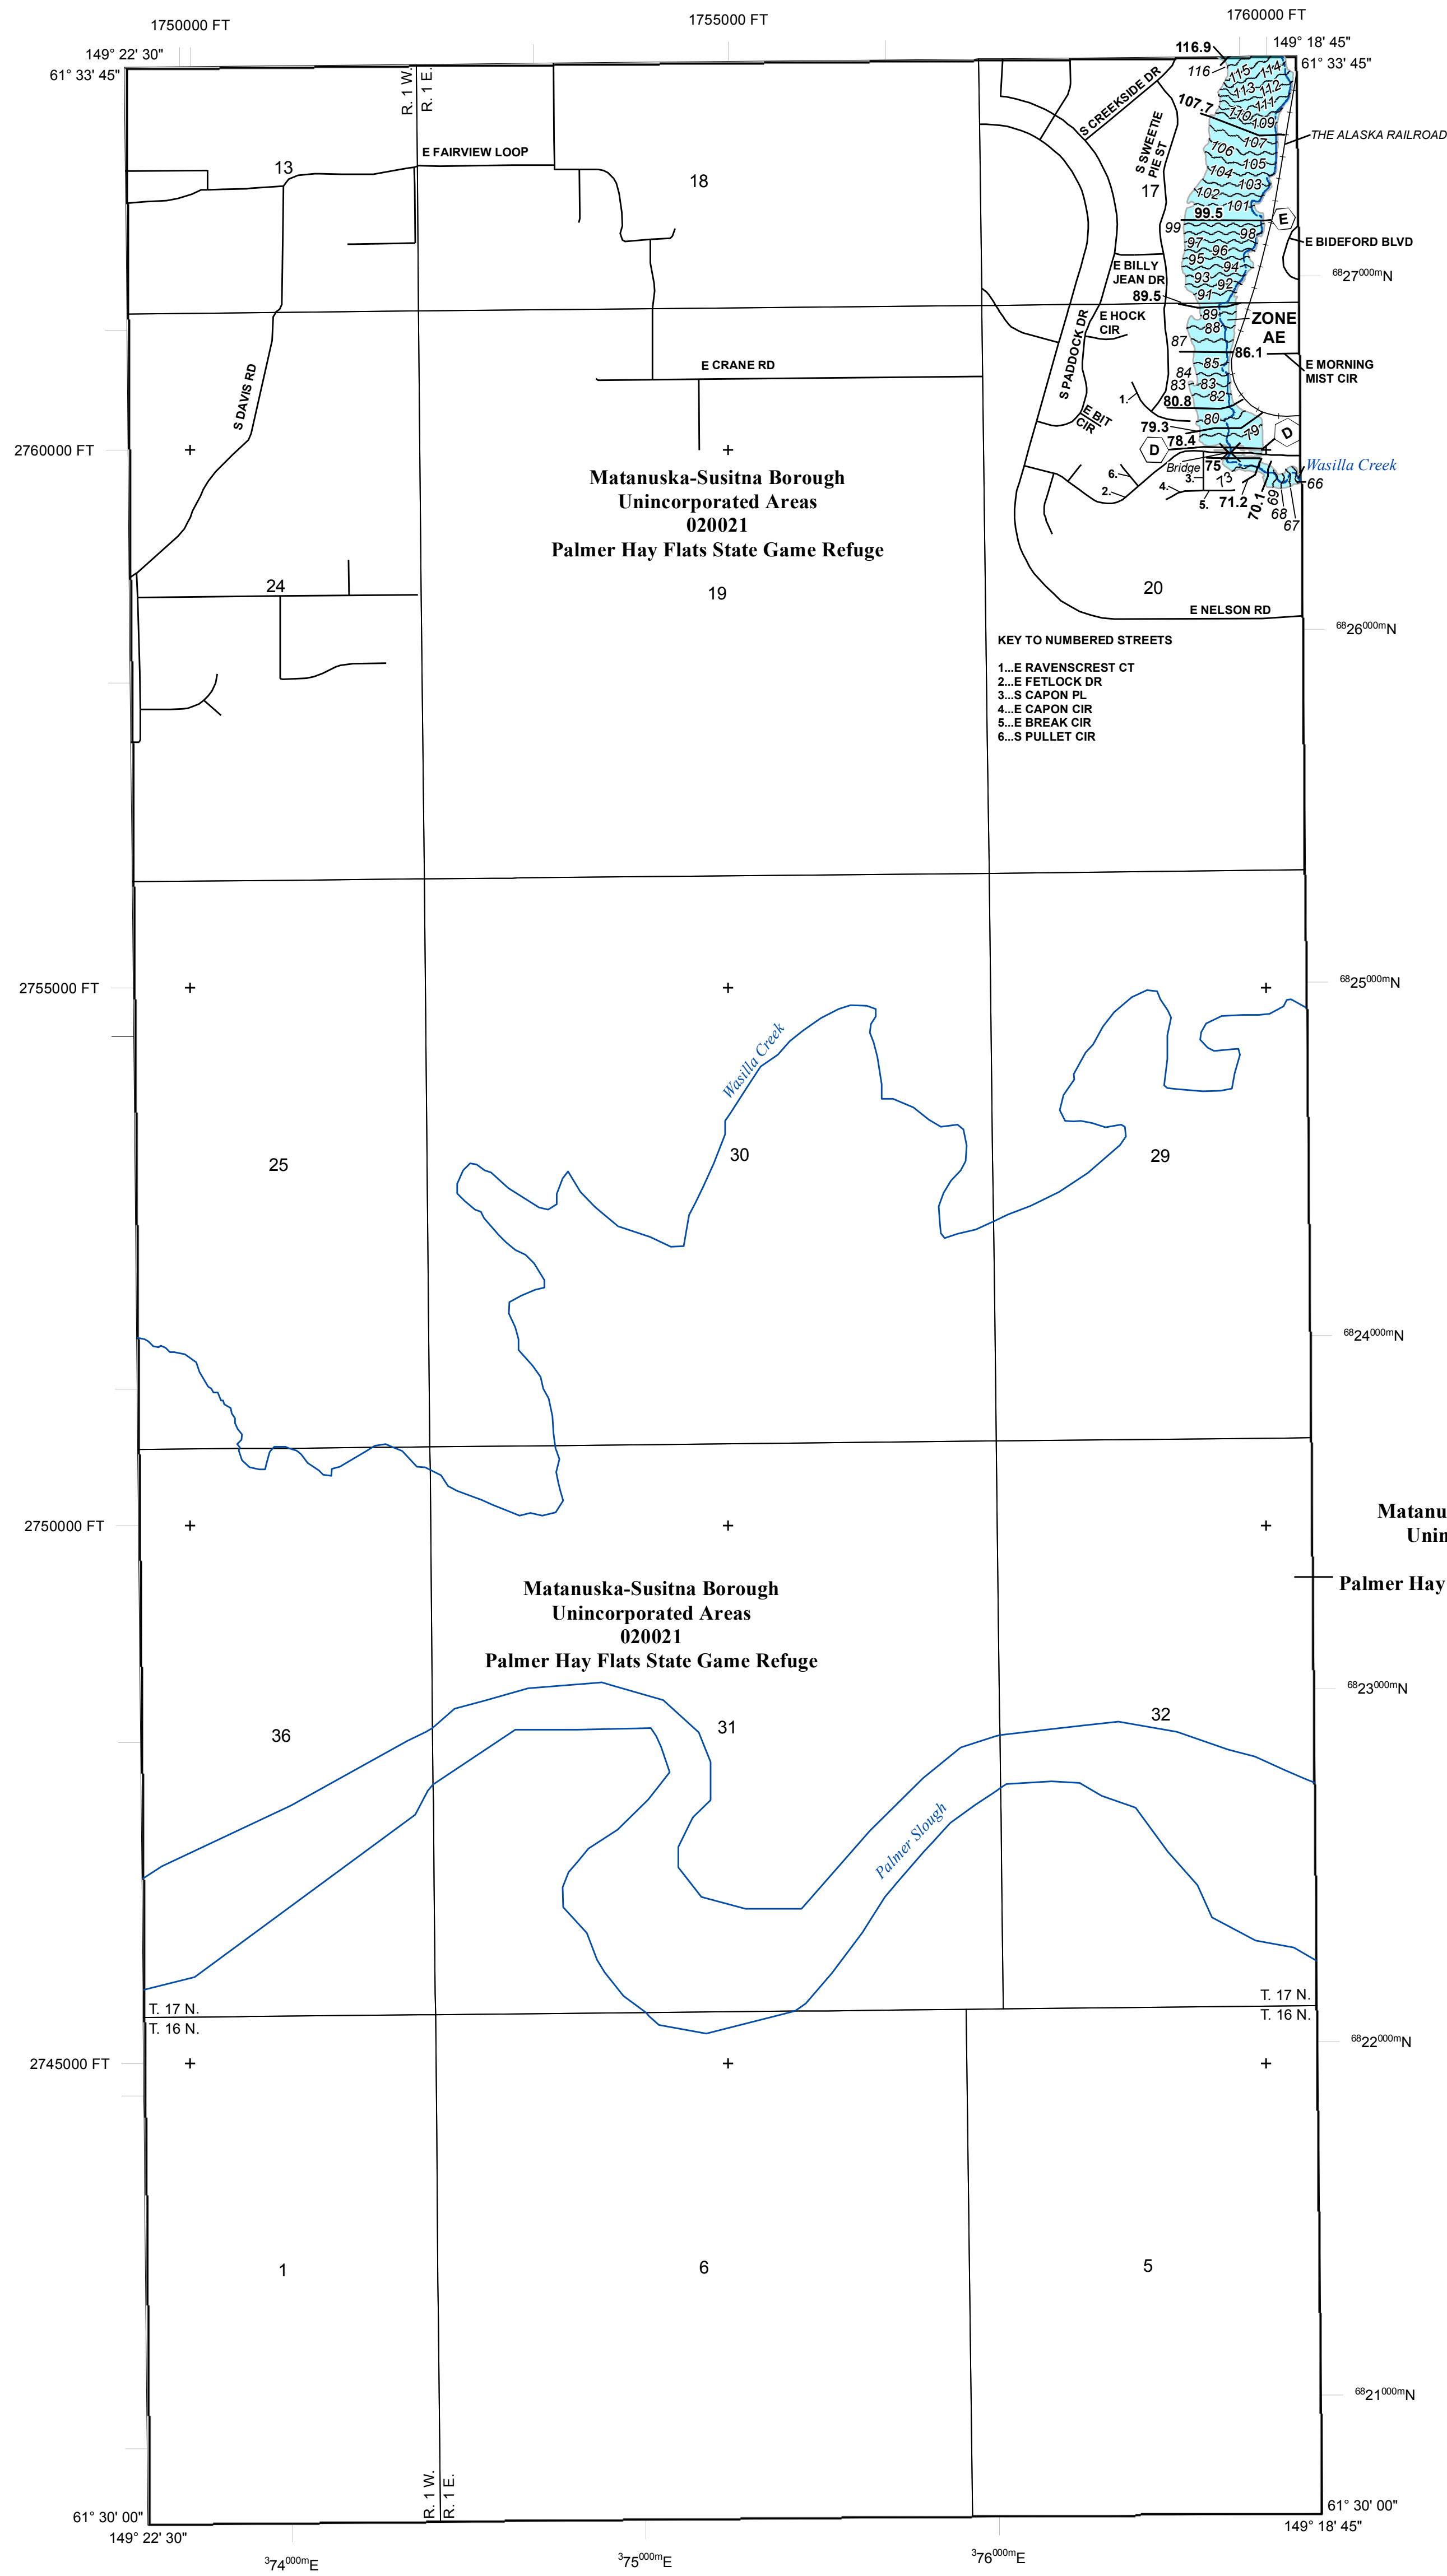 1750000 FT
1755000 FT
1760000 FT
149° 22' 30"
149° 18' 45"
61° 33' 45"
61° 33' 45"
R. 1 W.
R. 1 E.
116.9
116
115
114
113
112
111
110
109
107.7
107
106
105
104
103
102
101
99.5
99
98
97
96
95
94
93
92
91
89.5
89
88
87
86.1
85
84
83
83
82
80.8
80
79.3
79
78.4
75
73
71.2
70.1
69
68
67
66
THE ALASKA RAILROAD
S CREEKSIDE DR
S SWEETIE
PIE ST
E FAIRVIEW LOOP
13
18
17
E
E BIDEFORD BLVD
6827000mN
E BILLY
JEAN DR
E HOCK
CIR
ZONE
AE
S PADDOCK DR
E CRANE RD
E MORNING
MIST CIR
S DAVIS RD
E BIT
CIR
1.
D
D
2760000 FT
Bridge
Wasilla Creek
6.
2.
3.
4.
5.
Matanuska-Susitna Borough
Unincorporated Areas
020021
Palmer Hay Flats State Game Refuge
24
19
20
E NELSON RD
6826000mN
KEY TO NUMBERED STREETS
1...E RAVENSCREST CT
2...E FETLOCK DR
3...S CAPON PL
4...E CAPON CIR
5...E BREAK CIR
6...S PULLET CIR
2755000 FT
6825000mN
Wasilla Creek
25
30
29
6824000mN
2750000 FT
Matanu
Unin
Palmer Hay
Matanuska-Susitna Borough
Unincorporated Areas
020021
Palmer Hay Flats State Game Refuge
6823000mN
36
31
32
Palmer Slough
T. 17 N.
T. 16 N.
T. 17 N.
T. 16 N.
6822000mN
2745000 FT
1
6
5
6821000mN
R. 1 W.
R. 1 E.
61° 30' 00"
61° 30' 00"
149° 22' 30"
149° 18' 45"
374000mE
375000mE
376000mE